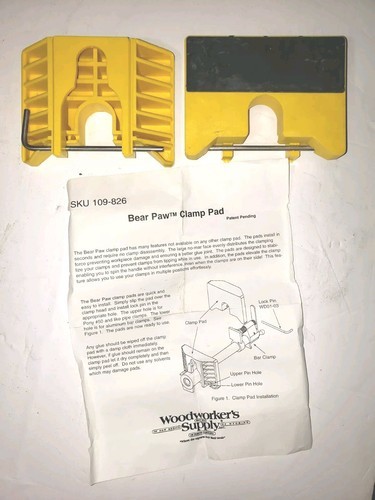 SKU 109-826
Bear Paw™ Clamp Pad
Patent Pending
The Bear Paw clamp pad has many features not available on any other clamp pad. The pads install in
seconds and require no clamp disassembly. The large no-mar face evenly distributes the clamping
force preventing workpiece damage and ensuring a better glue joint. The pads are designed to stabi-
lize your clamps and prevent clamps from tipping while in use. In addition, the pads elevate the clamp
enabling you to spin the handle without interference even when the clamps are on their side! This fea-
ture allows you to use your clamps in multiple positions effortlessly.
The Bear Paw clamp pads are quick and
easy to install. Simply slip the pad over the
clamp head and install lock pin in the
appropriate hole. The upper hole is for
Pony #50 and like pipe clamps. The lower
hole is for aluminum bar clamps. See
Figure 1. The pads are now ready to use.
Any glue should be wiped off the clamp
pad with a damp cloth immediately.
However, if glue should remain on the
clamp pad let it dry completely and then
simply peel off. Do not use any solvents
which may damage pads.
Lock Pin
WED1-03
Clamp Pad
Bar Clamp
Upper Pin Hole
Lower Pin Hole
Figure 1. Clamp Pad Installation
Woodworker's
Supply